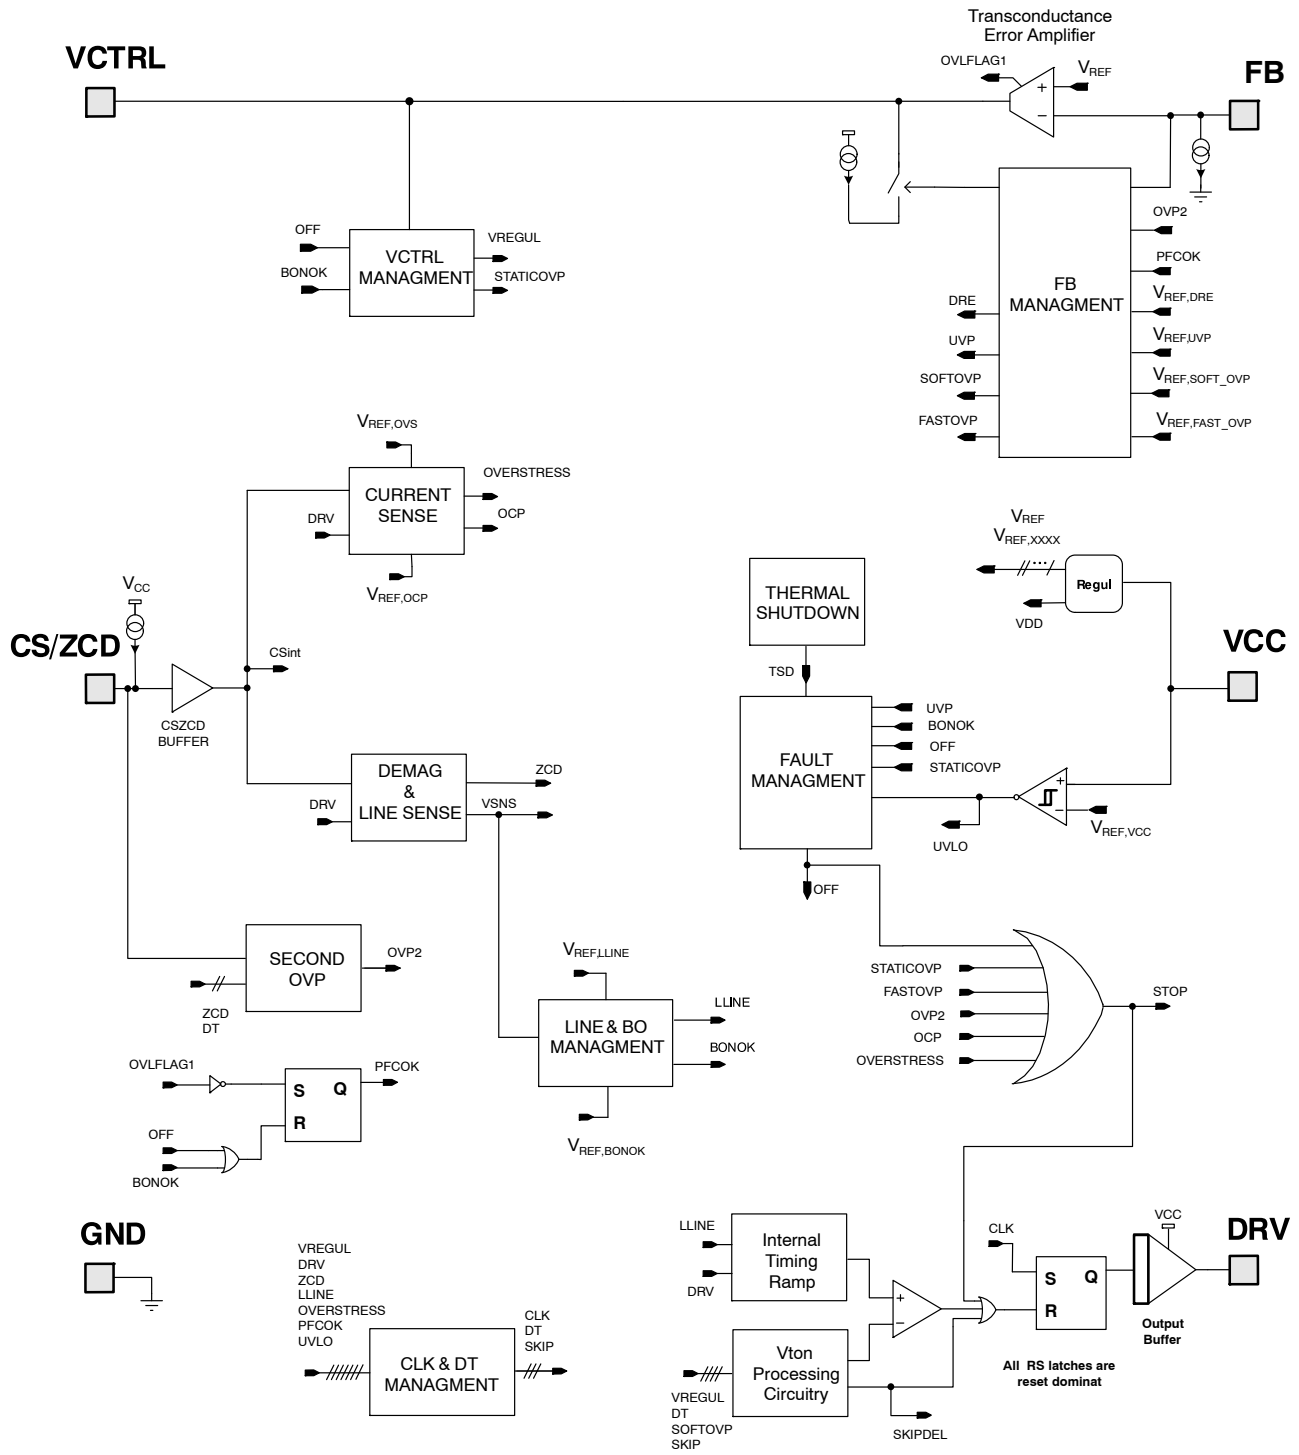 Transconductance
Error Amplifier
VCTRL
OVLFLAG1
VREF
FB
+
−
OFF
BONOK
VCTRL
MANAGMENT
VREGUL
STATICOVP
FB
MANAGMENT
OVP2
PFCOK
VREF,DRE
VREF,UVP
VREF,SOFT_OVP
VREF,FAST_OVP
DRE
UVP
SOFTOVP
FASTOVP
VREF,OVS
CURRENT
SENSE
DRV
OVERSTRESS
OCP
VREF,OCP
VREF
VREF,XXXX
...
Regul
VDD
THERMAL
SHUTDOWN
TSD
VCC
CS/ZCD
CSZCD
BUFFER
CSint
VCC
DEMAG
&
LINE SENSE
DRV
ZCD
VSNS
FAULT
MANAGMENT
UVP
BONOK
OFF
STATICOVP
UVLO
+
−
VREF,VCC
OFF
SECOND
OVP
OVP2
ZCD
DT
VREF,LLINE
LINE & BO
MANAGMENT
LLINE
BONOK
VREF,BONOK
STATICOVP
FASTOVP
OVP2
OCP
OVERSTRESS
STOP
OVLFLAG1
S
Q
R
PFCOK
OFF
BONOK
GND
VREGUL
DRV
ZCD
LLINE
OVERSTRESS
PFCOK
UVLO
CLK & DT
MANAGMENT
CLK
DT
SKIP
LLINE
DRV
Internal
Timing
Ramp
+
−
Vton
Processing
Circuitry
VREGUL
DT
SOFTOVP
SKIP
SKIPDEL
CLK
S
Q
R
All RS latches are
reset dominat
VCC
Output
Buffer
DRV